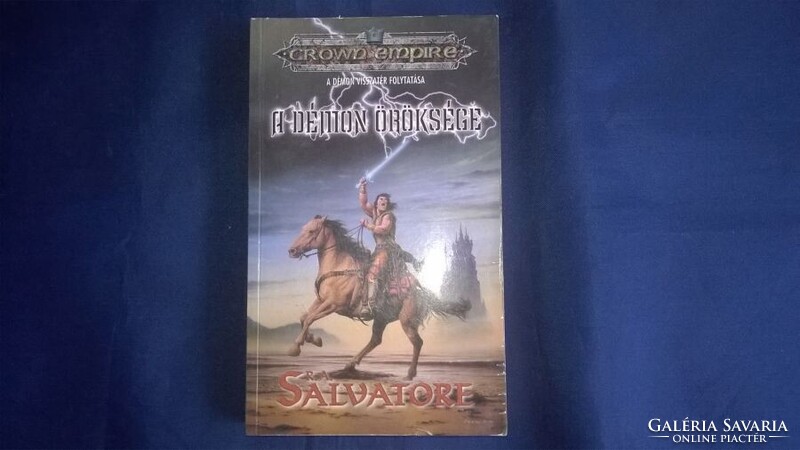 CROWN EMPIRE
A DÉMON VISSZATÉR FOLYTATÁSA
A DÉMON ÖRÖKSÉGE
R. A.
SALVATORE
GALÉRIA SAVARIA
ONLINE PIACTÉR